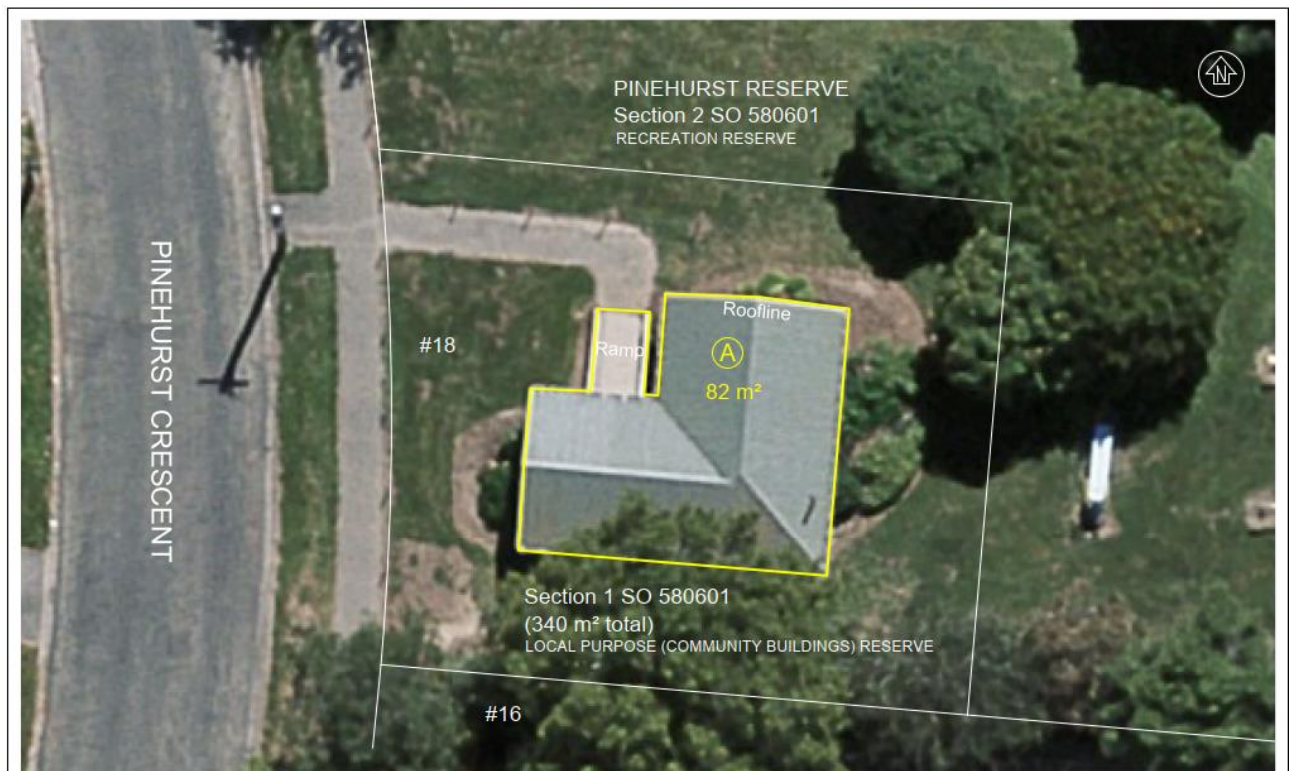 PINEHURST RESERVE
Section 2 SO 580601
RECREATION RESERVE
N
PINEHURST CRESCENT
#18
Roofline
Ramp
A
82 m²
Section 1 SO 580601
(340 m² total)
LOCAL PURPOSE (COMMUNITY BUILDINGS) RESERVE
#16